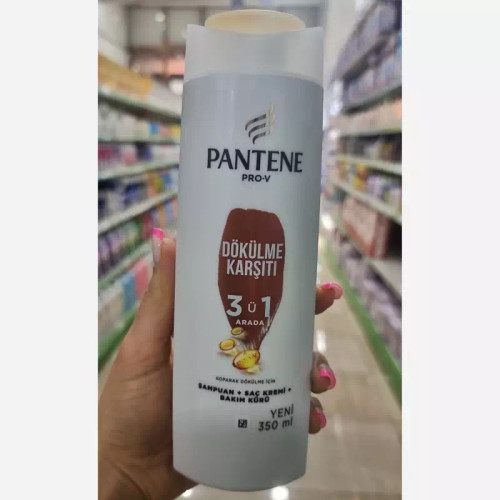 PANTENE
PRO-V
DÖKÜLME
KARŞITI
3 Ü 1
ARADA
KOPARAK DÖKÜLME İÇİN
ŞAMPUAN + SAÇ KREMİ +
BAKIM KÜRÜ
YENİ
350 ml